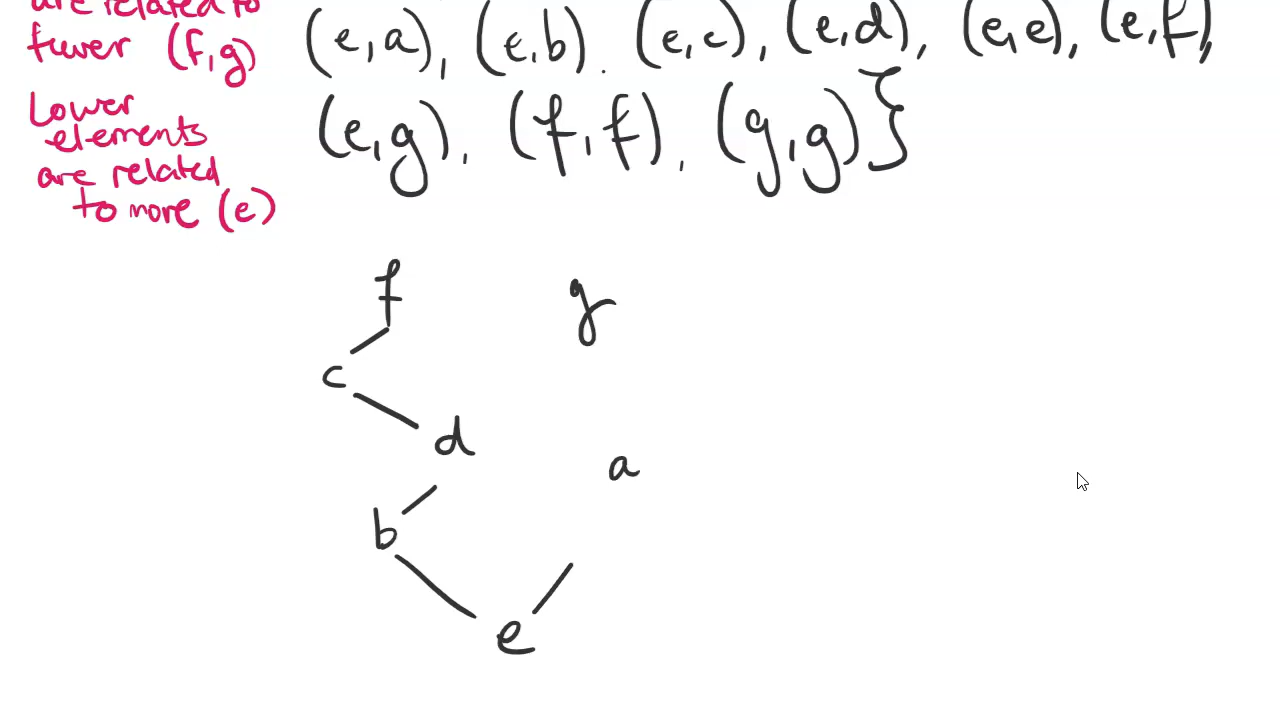 are related to
fewer (f,g)
Lower
elements
are related
to more (e)
(e,a), (e,b). (e,c), (e,d), (e,e), (e,f),
(e,g), (f,f), (g,g)}
f g
c
d
a
b
e